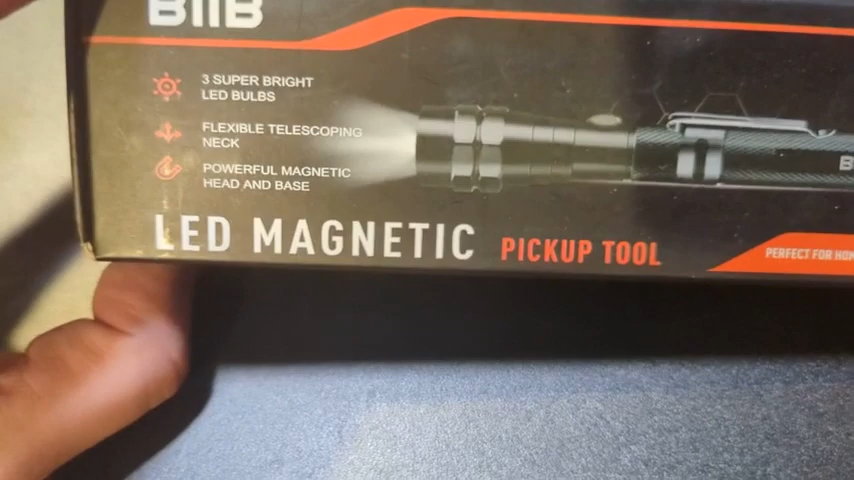 BIIB
3 SUPER BRIGHT
LED BULBS
FLEXIBLE TELESCOPING
NECK
POWERFUL MAGNETIC
HEAD AND BASE
LED MAGNETIC PICKUP TOOL
PERFECT FOR